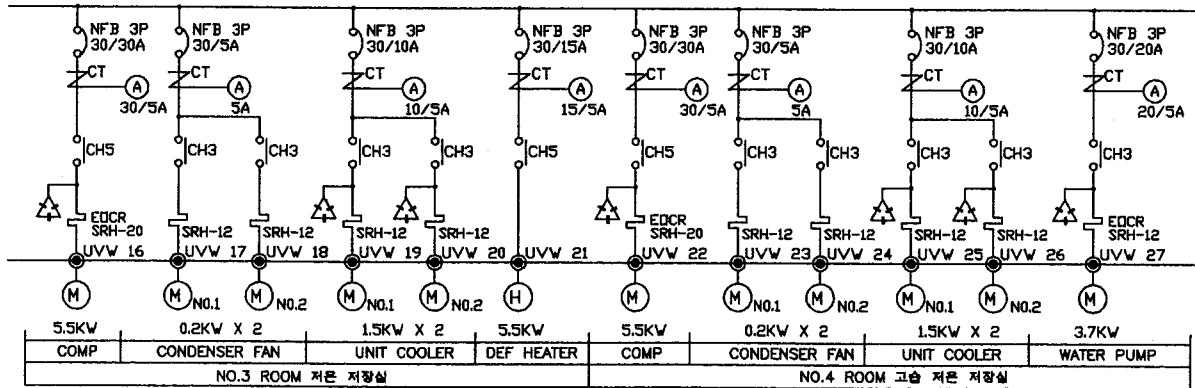 NFB 3P NFB 3P NFB 3P NFB 3P NFB 3P NFB 3P NFB 3P NFB 3P
30/30A 30/5A 30/10A 30/15A 30/30A 30/5A 30/10A 30/20A
CT CT CT CT CT CT CT CT
A A A A A A A A
30/5A 5A 10/5A 15/5A 30/5A 5A 10/5A 20/5A
CH5 CH3 CH3 CH3 CH3 CH5 CH5 CH3 CH3 CH3 CH3 CH3
EOCR EOCR EOCR
SRH-20 SRH-12 SRH-12 SRH-12 SRH-12 SRH-20 SRH-12 SRH-12 SRH-12 SRH-12 SRH-12
UVW 16 UVW 17 UVW 18 UVW 19 UVW 20 UVW 21 UVW 22 UVW 23 UVW 24 UVW 25 UVW 26 UVW 27
M M NO.1 M NO.2 M NO.1 M NO.2 H M M NO.1 M NO.2 M NO.1 M NO.2 M
5.5KW 0.2KW X 2 1.5KW X 2 5.5KW 5.5KW 0.2KW X 2 1.5KW X 2 3.7KW
COMP CONDENSER FAN UNIT COOLER DEF HEATER COMP CONDENSER FAN UNIT COOLER WATER PUMP
NO.3 ROOM 저온 저장실 NO.4 ROOM 고습 저온 저장실